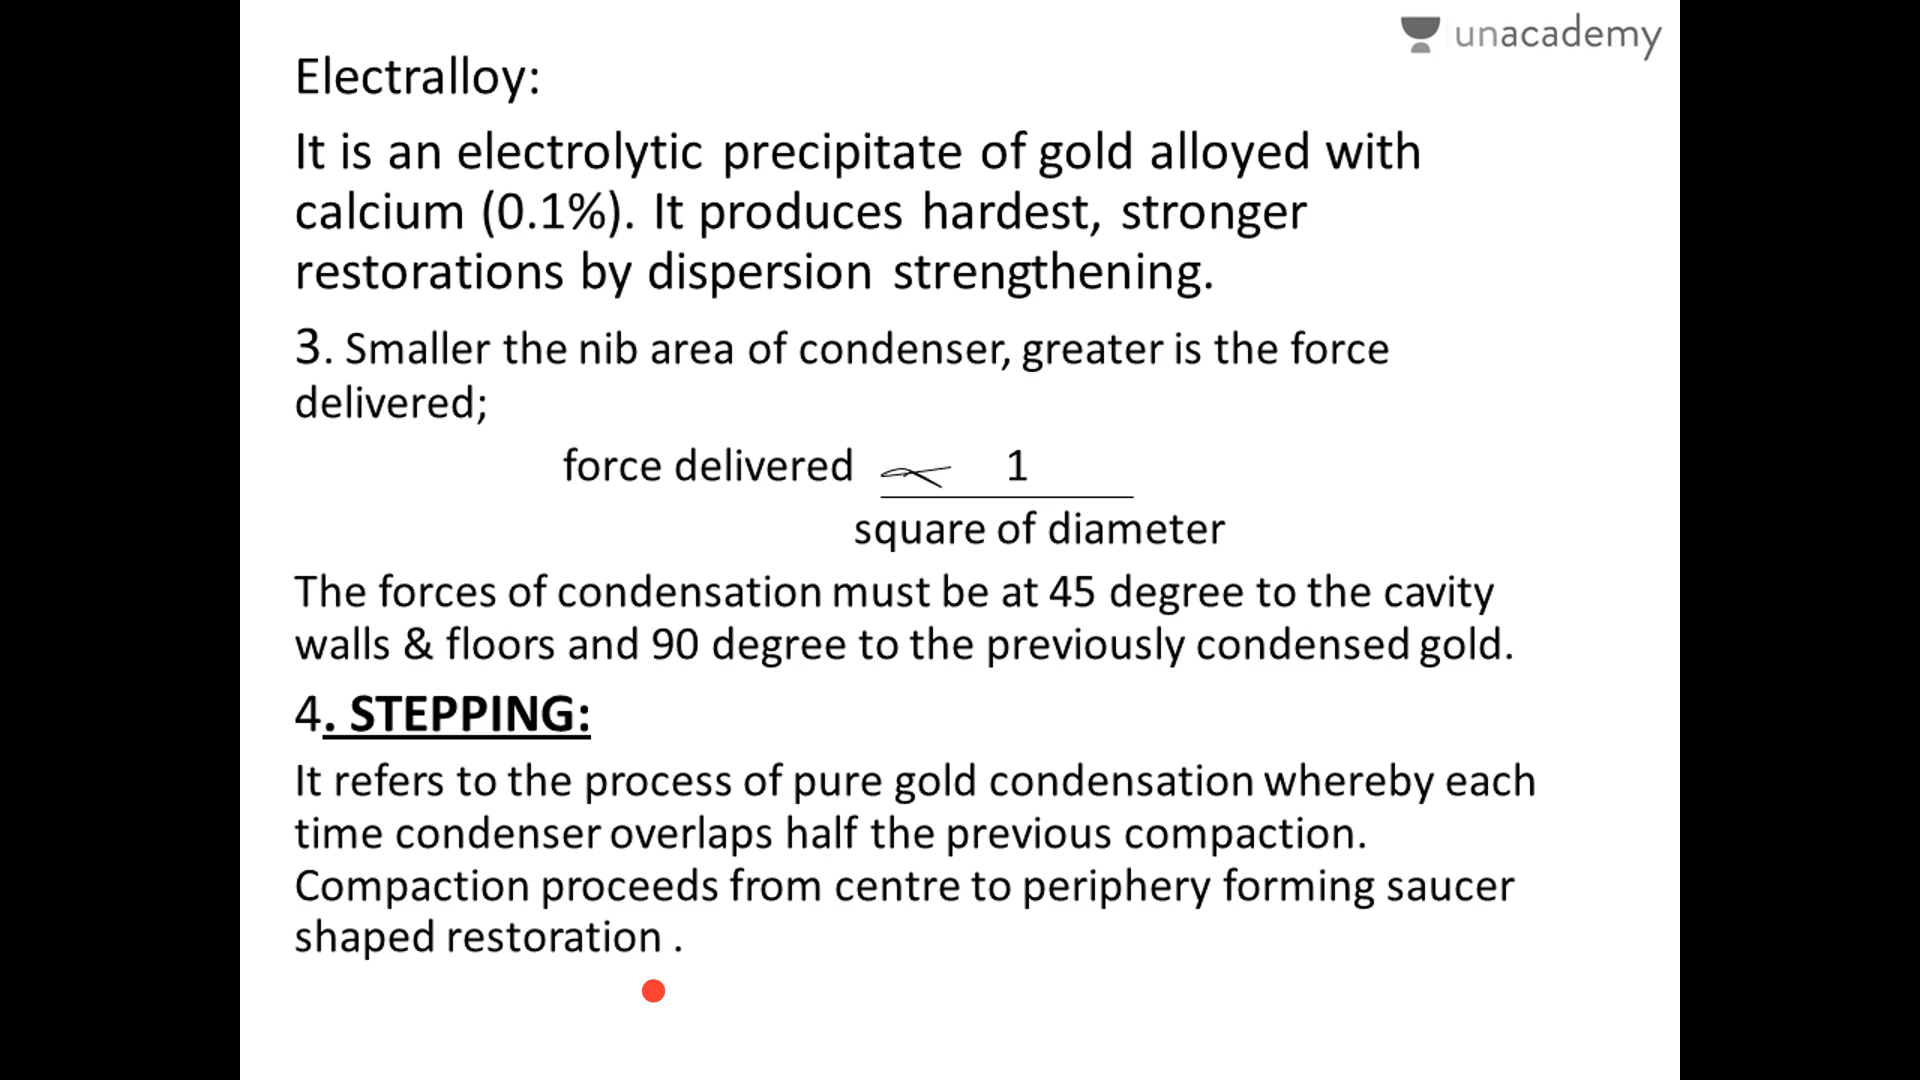 unacademy
Electralloy:
It is an electrolytic precipitate of gold alloyed with
calcium (0.1%). It produces hardest, stronger
restorations by dispersion strengthening.
3. Smaller the nib area of condenser, greater is the force
delivered;
force delivered ∝ 1
square of diameter
The forces of condensation must be at 45 degree to the cavity
walls & floors and 90 degree to the previously condensed gold.
4. STEPPING:
It refers to the process of pure gold condensation whereby each
time condenser overlaps half the previous compaction.
Compaction proceeds from centre to periphery forming saucer
shaped restoration .